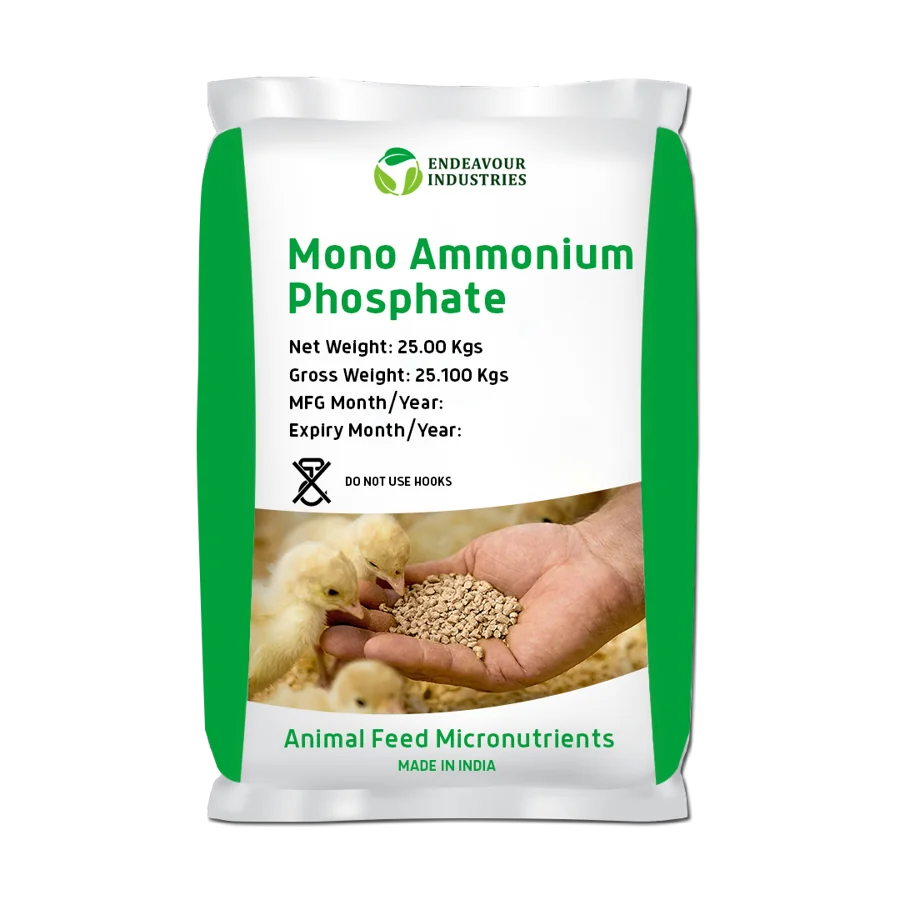 ENDEAVOUR
INDUSTRIES
Mono Ammonium
Phosphate
Net Weight: 25.00 Kgs
Gross Weight: 25.100 Kgs
MFG Month/Year:
Expiry Month/Year:
DO NOT USE HOOKS
Animal Feed Micronutrients
MADE IN INDIA